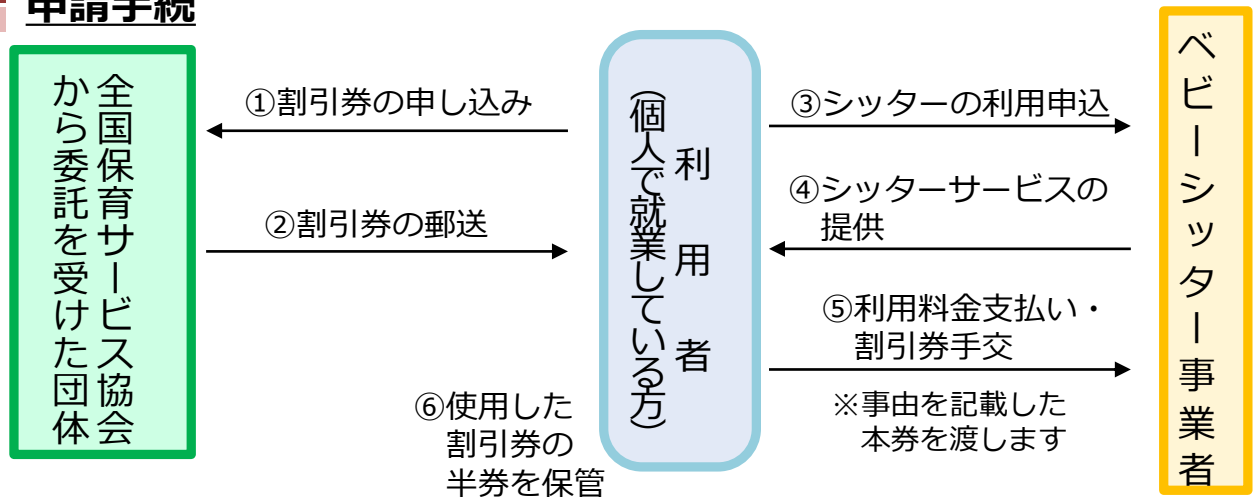 申請手続
全国保育サービス協会
から委託を受けた団体
①割引券の申し込み
②割引券の郵送
利用者
（個人で就業している方）
⑥使用した
割引券の
半券を保管
③シッターの利用申込
④シッターサービスの
提供
⑤利用料金支払い・
割引券手交
※事由を記載した
本券を渡します
ベビーシッター事業者